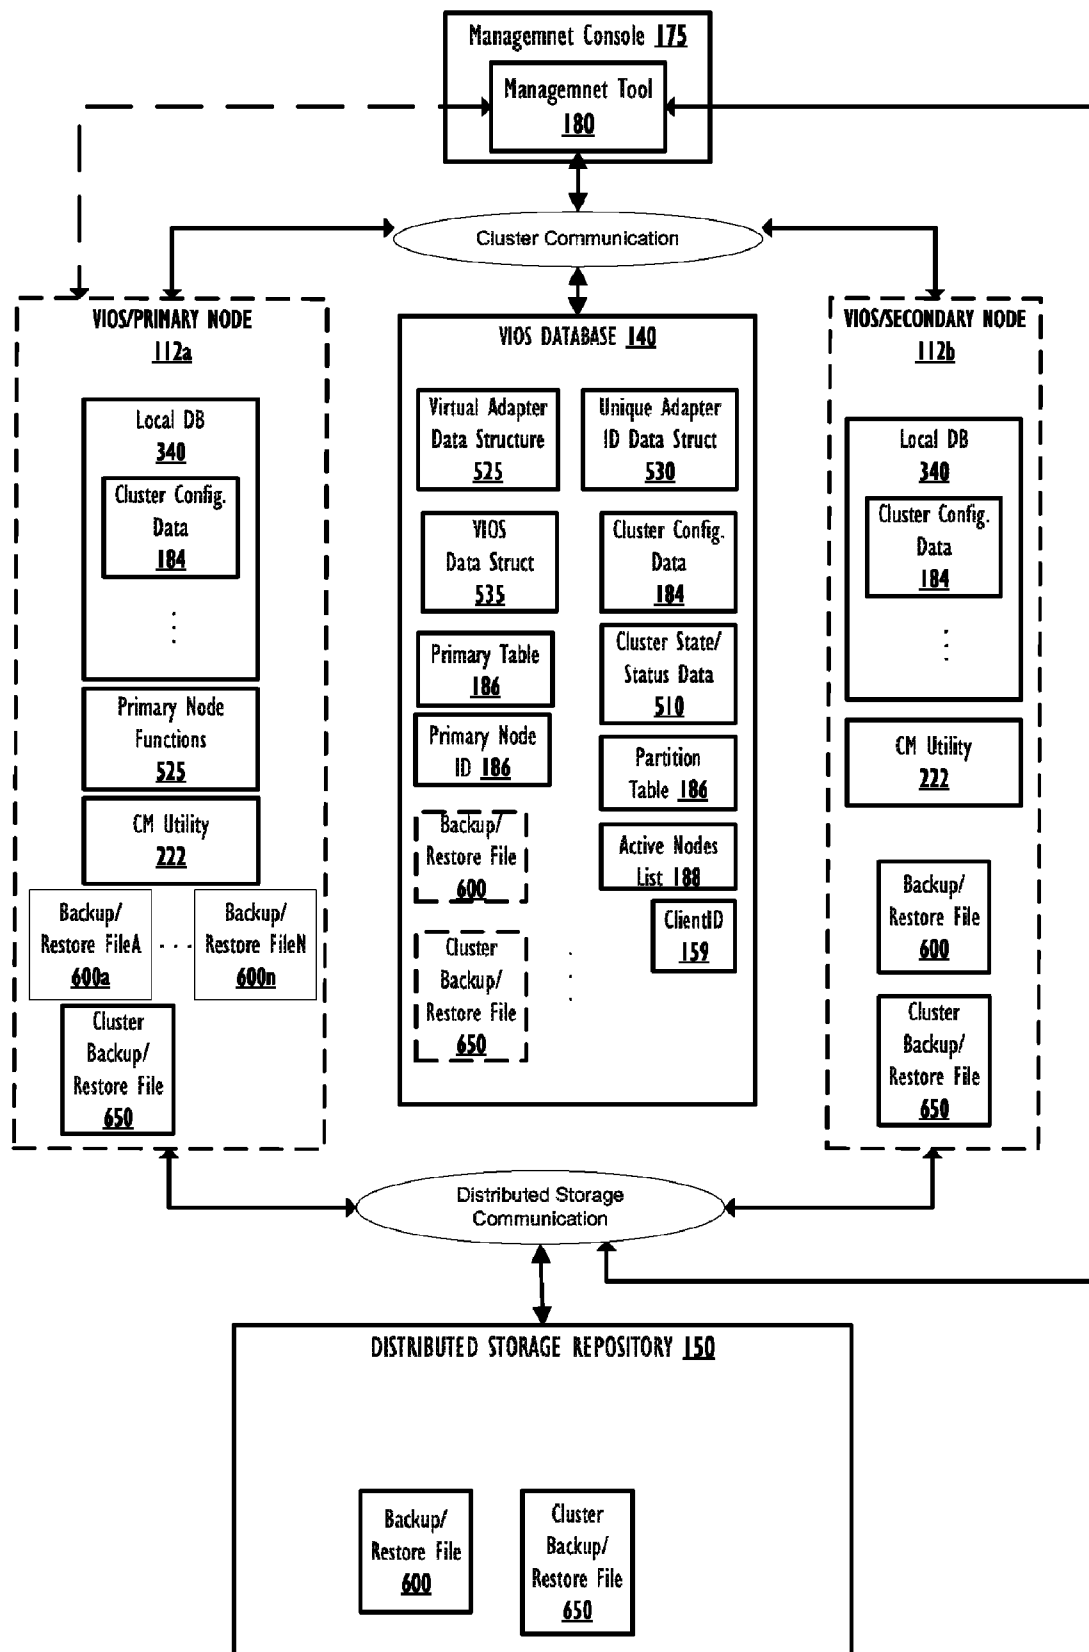 Managemnet Console 175
Managemnet Tool
180
Cluster Communication
VIOS/PRIMARY NODE
112a
Local DB
340
Cluster Config.
Data
184
Primary Node
Functions
525
CM Utility
222
Backup/
Restore FileA
600a
. . .
Backup/
Restore FileN
600n
Cluster
Backup/
Restore File
650
VIOS DATABASE 140
Virtual Adapter
Data Structure
525
Unique Adapter
ID Data Struct
530
VIOS
Data Struct
535
Cluster Config.
Data
184
Primary Table
186
Cluster State/
Status Data
510
Primary Node
ID 186
Partition
Table 186
Backup/
Restore File
600
Active Nodes
List 188
ClientID
159
Cluster
Backup/
Restore File
650
VIOS/SECONDARY NODE
112b
Local DB
340
Cluster Config.
Data
184
CM Utility
222
Backup/
Restore File
600
Cluster
Backup/
Restore File
650
Distributed Storage
Communication
DISTRIBUTED STORAGE REPOSITORY 150
Backup/
Restore File
600
Cluster
Backup/
Restore File
650